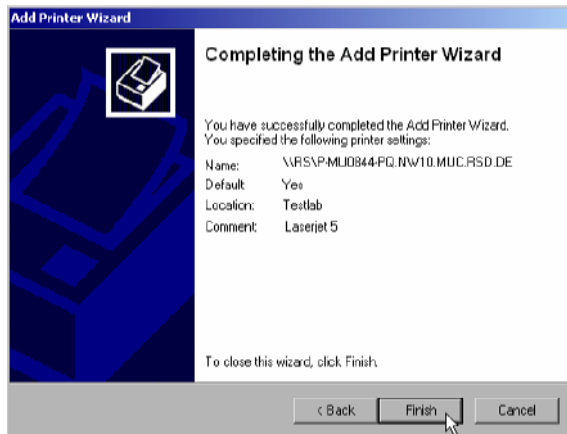 Add Printer Wizard
Completing the Add Printer Wizard
You have successfully completed the Add Printer Wizard.
You specified the following printer settings:
Name: \\RS\P-MU0844-PQ.NW10.MUC.RSD.DE
Default Yes
Location: Testlab
Comment: Laserjet 5
To close this wizard, click Finish.
< Back Finish Cancel